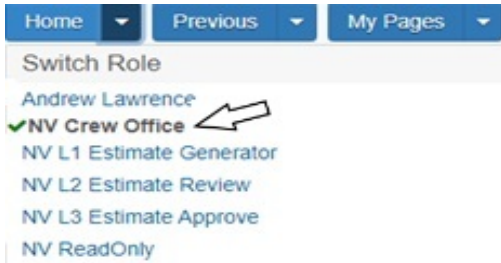 Home Previous My Pages
Switch Role
Andrew Lawrence
NV Crew Office
NV L1 Estimate Generator
NV L2 Estimate Review
NV L3 Estimate Approve
NV ReadOnly